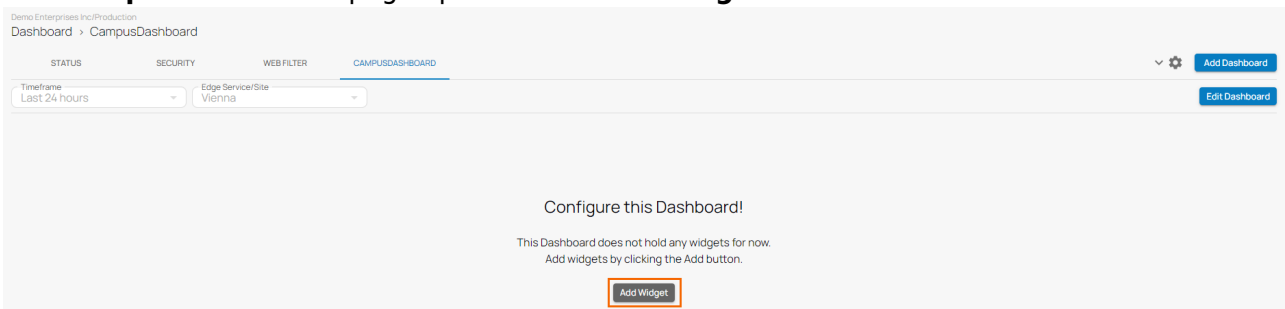 Demo Enterprises Inc/Production
Dashboard > CampusDashboard
STATUS SECURITY WEB FILTER CAMPUSDASHBOARD Add Dashboard
Timeframe Edge Service/Site
Last 24 hours Vienna Edit Dashboard
Configure this Dashboard!
This Dashboard does not hold any widgets for now.
Add widgets by clicking the Add button.
Add Widget